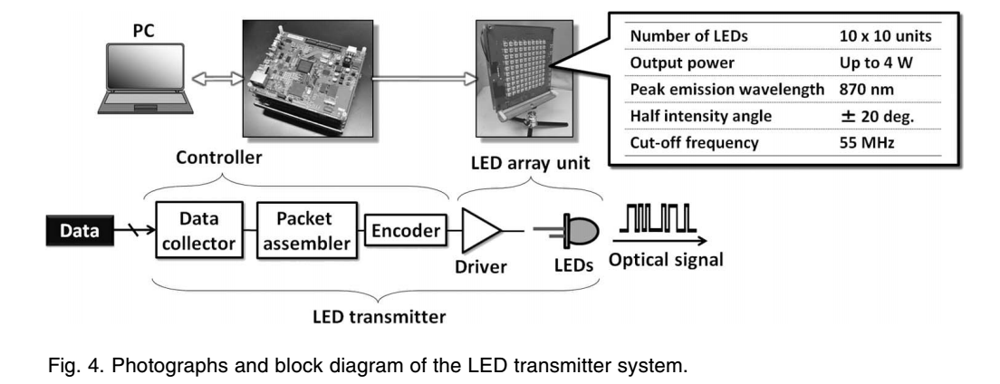 PC
Number of LEDs 10 x 10 units
Output power Up to 4 W
Peak emission wavelength 870 nm
Half intensity angle ± 20 deg.
Cut-off frequency 55 MHz
Controller
LED array unit
Data
Data
collector
Packet
assembler
Encoder
Driver
LEDs
Optical signal
LED transmitter
Fig. 4. Photographs and block diagram of the LED transmitter system.